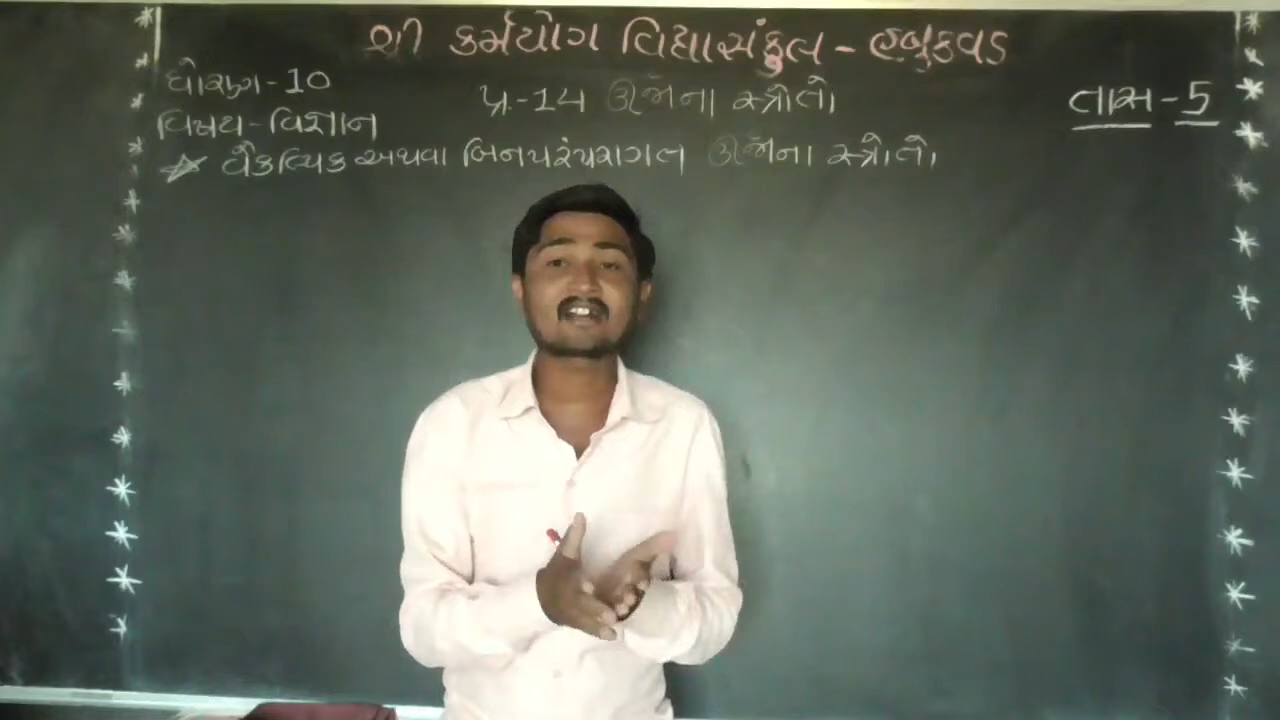 શ્રી કર્મયોગ વિદ્યાસંકુલ - હબુકવડ
ધોરણ - 10
પ્ર. - 14 ઊર્જાના સ્ત્રોતો
તાસ - 5
વિષય - વિજ્ઞાન
વૈકલ્પિક અથવા બિનપરંપરાગત ઊર્જાના સ્ત્રોતો